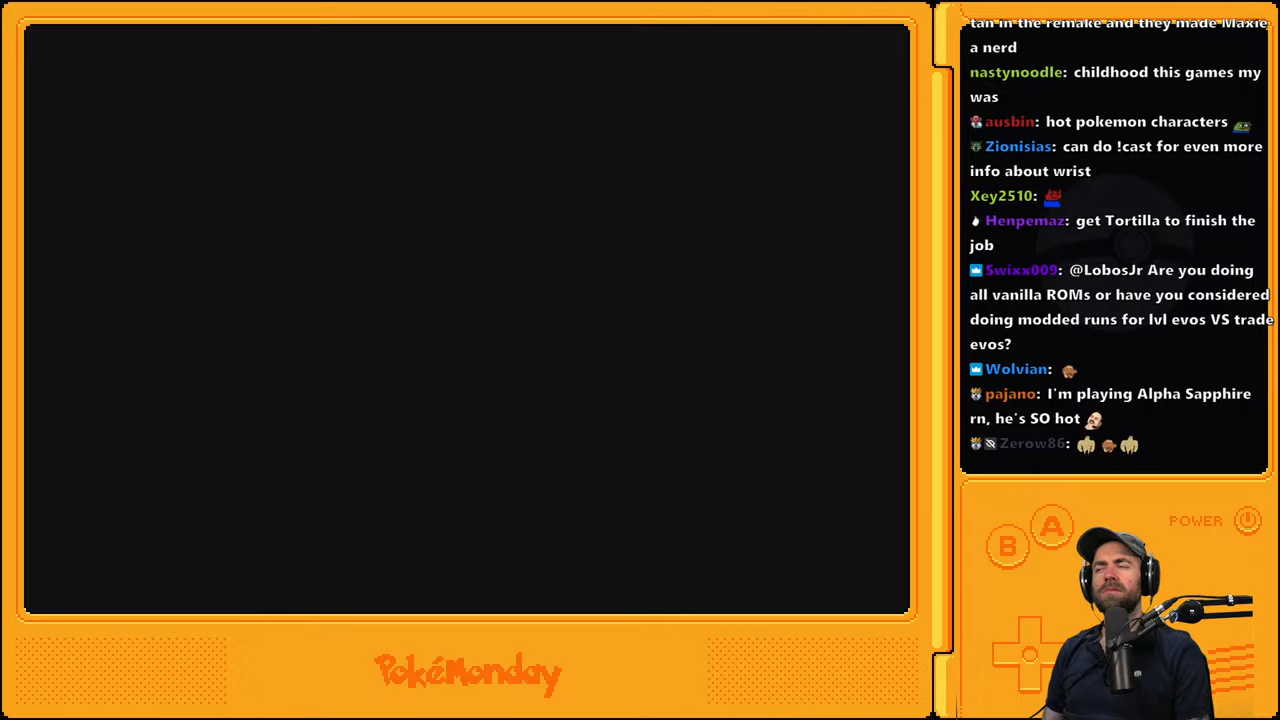 tan in the remake and they made Maxie
a nerd
nastynoodle: childhood this games my
was
ausbin: hot pokemon characters
Zionisias: can do !cast for even more
info about wrist
Xey2510:
Henpemaz: get Tortilla to finish the
job
Swixx009: @LobosJr Are you doing
all vanilla ROMs or have you considered
doing modded runs for lvl evos VS trade
evos?
Wolvian:
pajano: I'm playing Alpha Sapphire
rn, he's SO hot
Zerow86:
A
B
POWER
PokéMonday